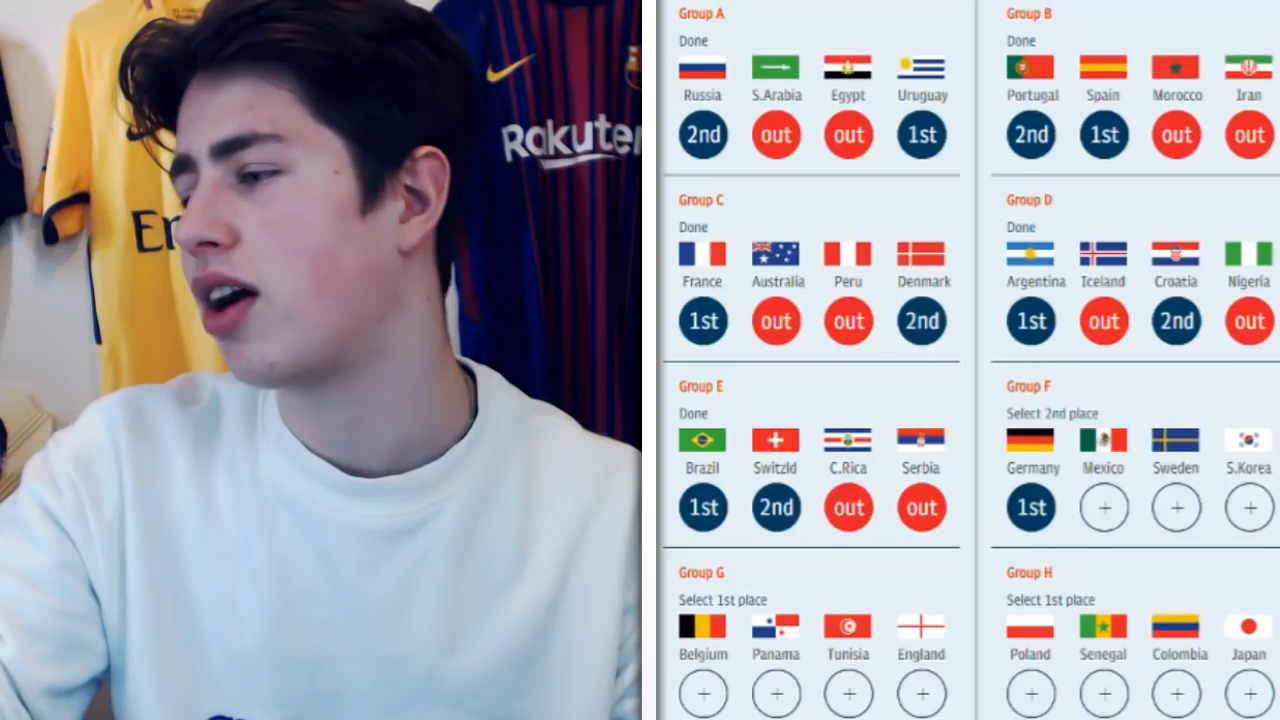 Rakuten
Em
Group A
Done
Russia S.Arabia Egypt Uruguay
2nd out out 1st
Group B
Done
Portugal Spain Morocco Iran
2nd 1st out out
Group C
Done
France Australia Peru Denmark
1st out out 2nd
Group D
Done
Argentina Iceland Croatia Nigeria
1st out 2nd out
Group E
Done
Brazil Switzld C.Rica Serbia
1st 2nd out out
Group F
Select 2nd place
Germany Mexico Sweden S.Korea
1st + + +
Group G
Select 1st place
Belgium Panama Tunisia England
+ + + +
Group H
Select 1st place
Poland Senegal Colombia Japan
+ + + +